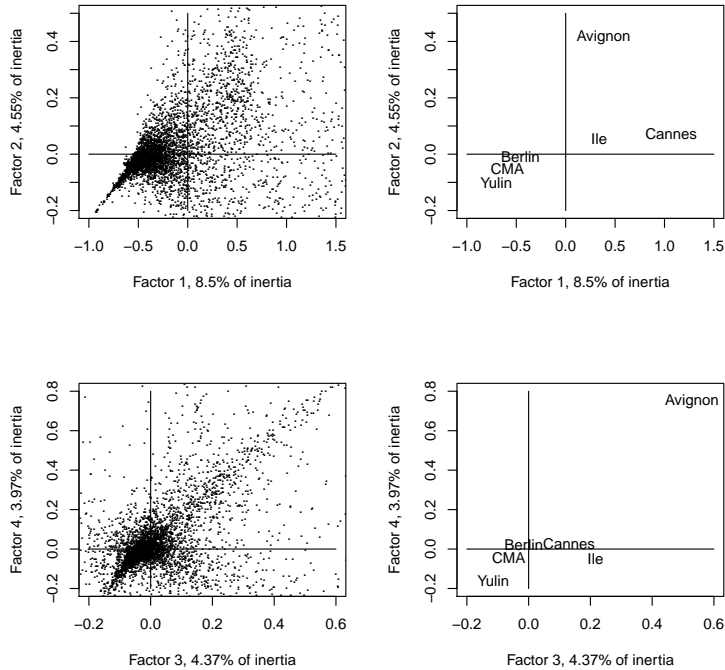 Factor 2, 4.55% of inertia
−0.2 0.0 0.2 0.4
−1.0 −0.5 0.0 0.5 1.0 1.5
Factor 1, 8.5% of inertia
Factor 2, 4.55% of inertia
−0.2 0.0 0.2 0.4
Avignon
Ile
Cannes
Berlin
CMA
Yulin
−1.0 −0.5 0.0 0.5 1.0 1.5
Factor 1, 8.5% of inertia
Factor 4, 3.97% of inertia
−0.2 0.0 0.2 0.4 0.6 0.8
−0.2 0.0 0.2 0.4 0.6
Factor 3, 4.37% of inertia
Factor 4, 3.97% of inertia
−0.2 0.0 0.2 0.4 0.6 0.8
Avignon
Berlin Cannes
CMA
Ile
Yulin
−0.2 0.0 0.2 0.4 0.6
Factor 3, 4.37% of inertia